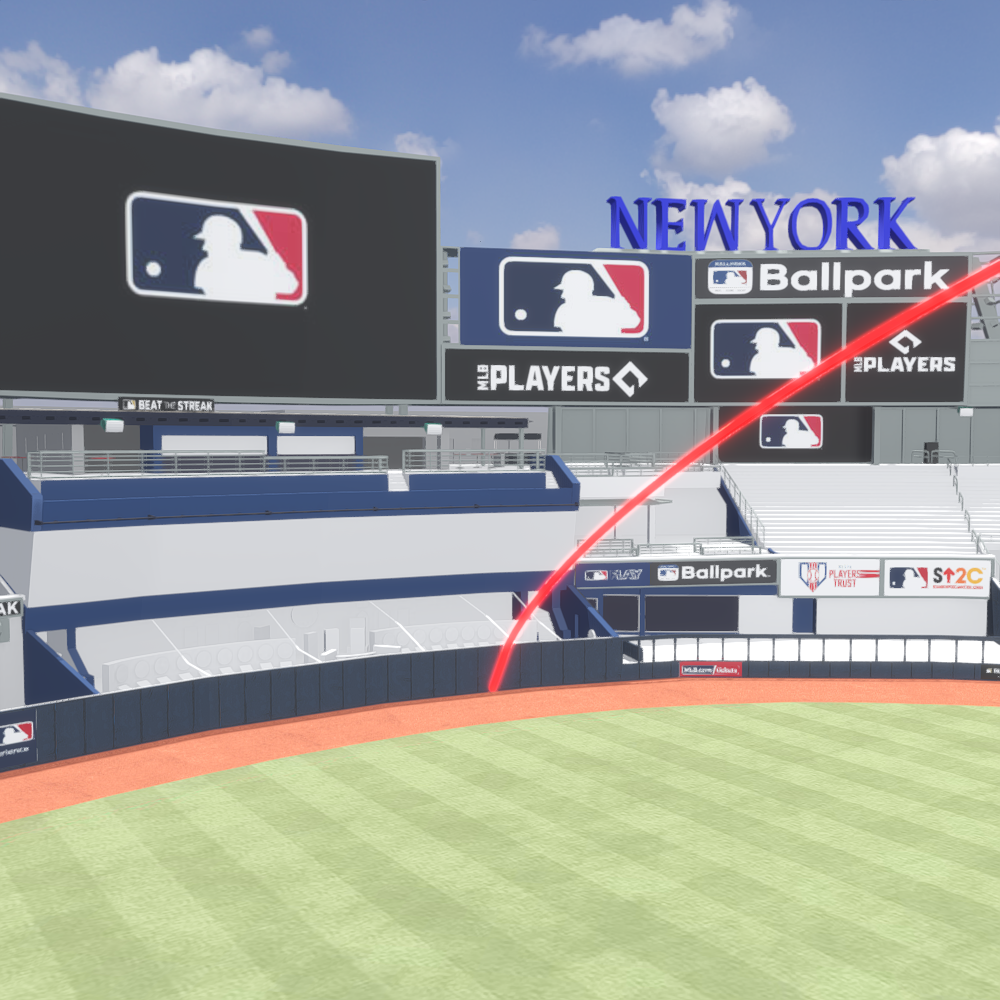 NEW YORK
Ballpark
MLB PLAYERS
MLB PLAYERS
BEAT THE STREAK
PLAY
Ballpark
PLAYERS
TRUST
S↑2C
AK
MLB.com/tickets